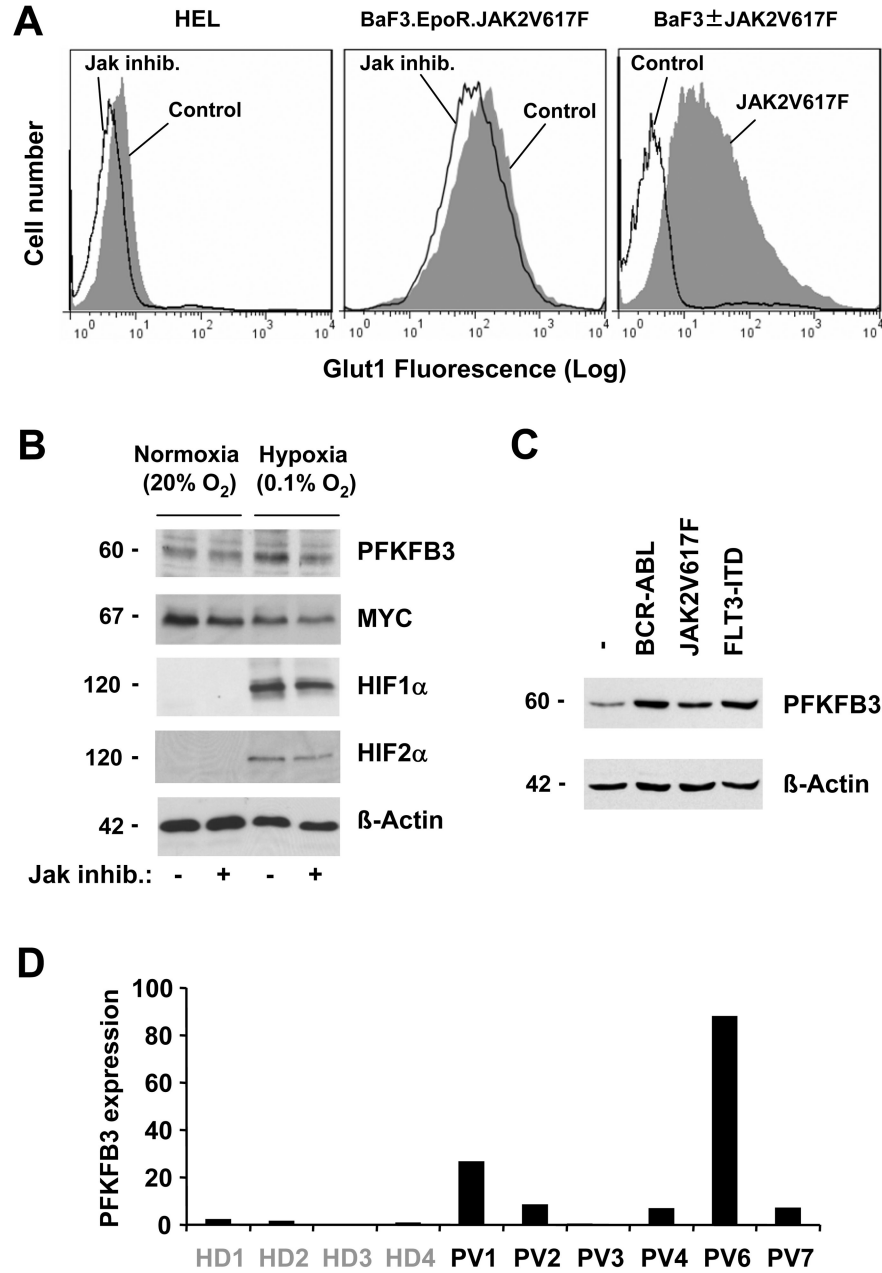 A
HEL
BaF3.EpoR.JAK2V617F
BaF3±JAK2V617F
Jak inhib.
Control
Jak inhib.
Control
Control
JAK2V617F
Cell number
10^0 10^1 10^2 10^3 10^4
10^0 10^1 10^2 10^3 10^4
10^0 10^1 10^2 10^3 10^4
Glut1 Fluorescence (Log)
B
Normoxia
(20% O2)
Hypoxia
(0.1% O2)
60 - PFKFB3
67 - MYC
120 - HIF1α
120 - HIF2α
42 - ß-Actin
Jak inhib.: - + - +
C
- BCR-ABL JAK2V617F FLT3-ITD
60 - PFKFB3
42 - ß-Actin
D
PFKFB3 expression
100
80
60
40
20
0
HD1 HD2 HD3 HD4 PV1 PV2 PV3 PV4 PV6 PV7